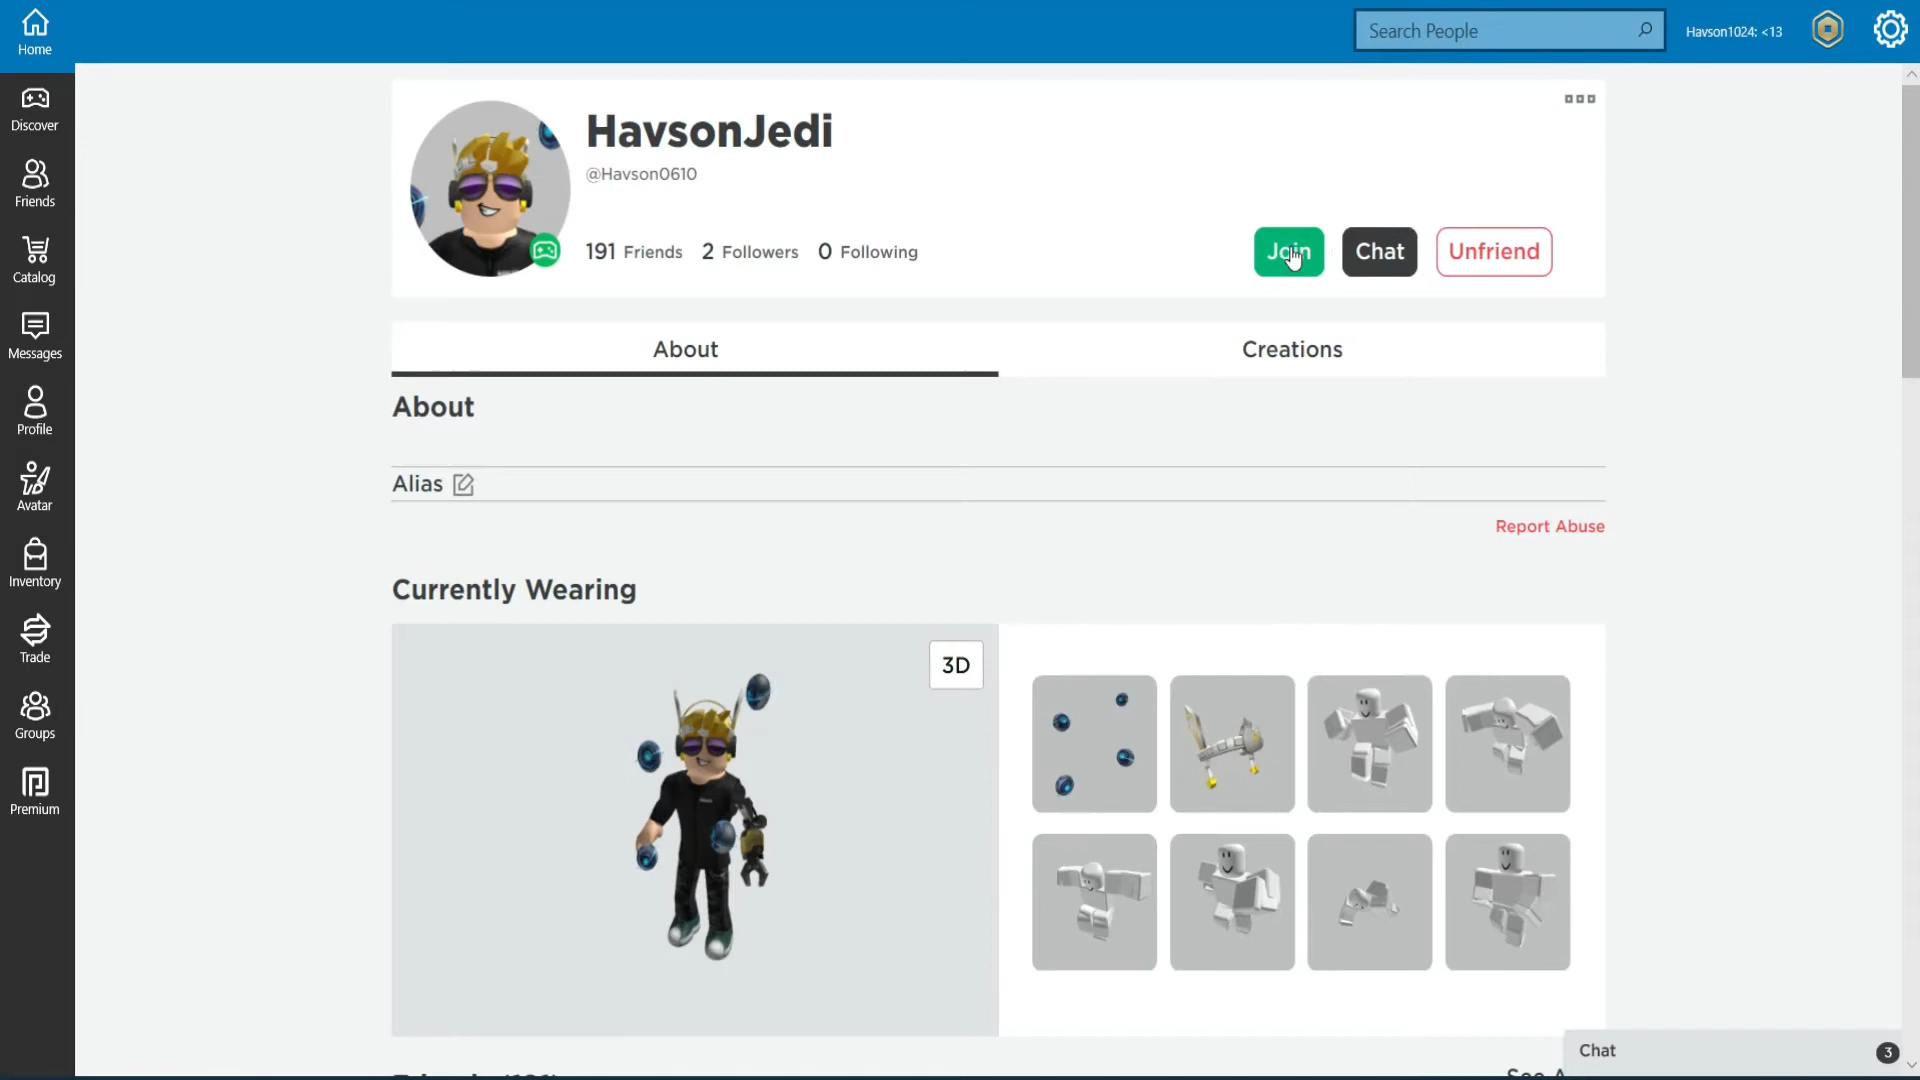 Home
Search People
Havson1024: <13
Discover
Friends
Catalog
Messages
Profile
Avatar
Inventory
Trade
Groups
Premium
HavsonJedi
@Havson0610
191 Friends 2 Followers 0 Following
Join
Chat
Unfriend
About
Creations
About
Alias
Report Abuse
Currently Wearing
3D
Chat
3